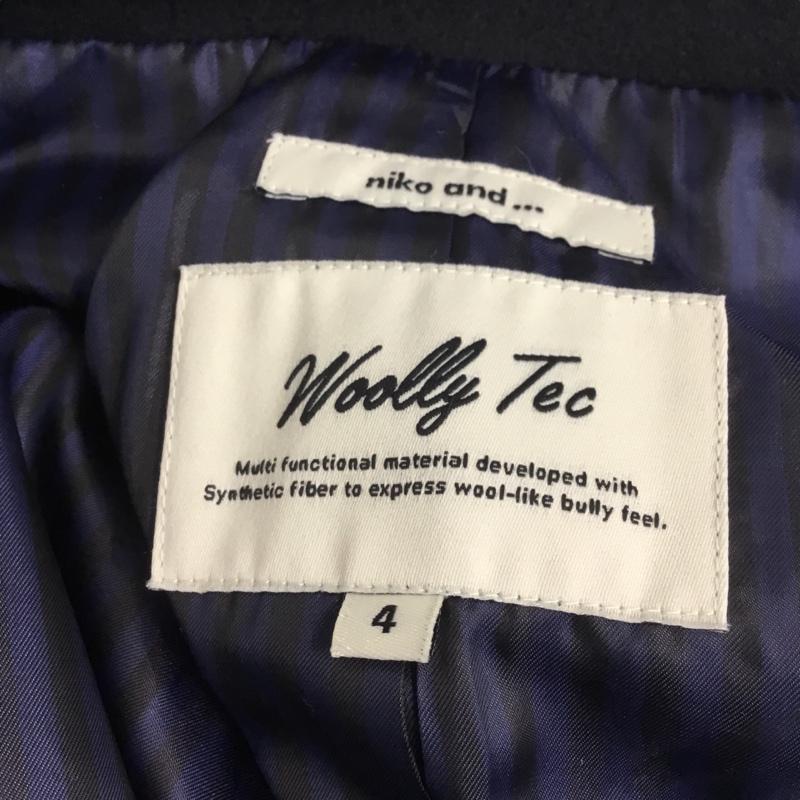 niko and ...
Woolly Tec
Multi functional material developed with
Synthetic fiber to express wool-like bully feel.
4